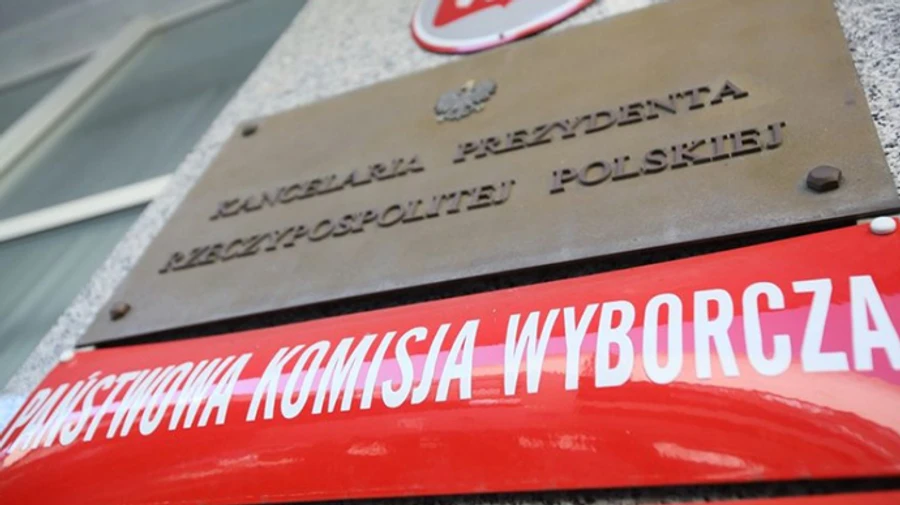 KANCELARIA PREZYDENTA
RZECZYPOSPOLITEJ POLSKIEJ
PAŃSTWOWA KOMISJA WYBORCZA